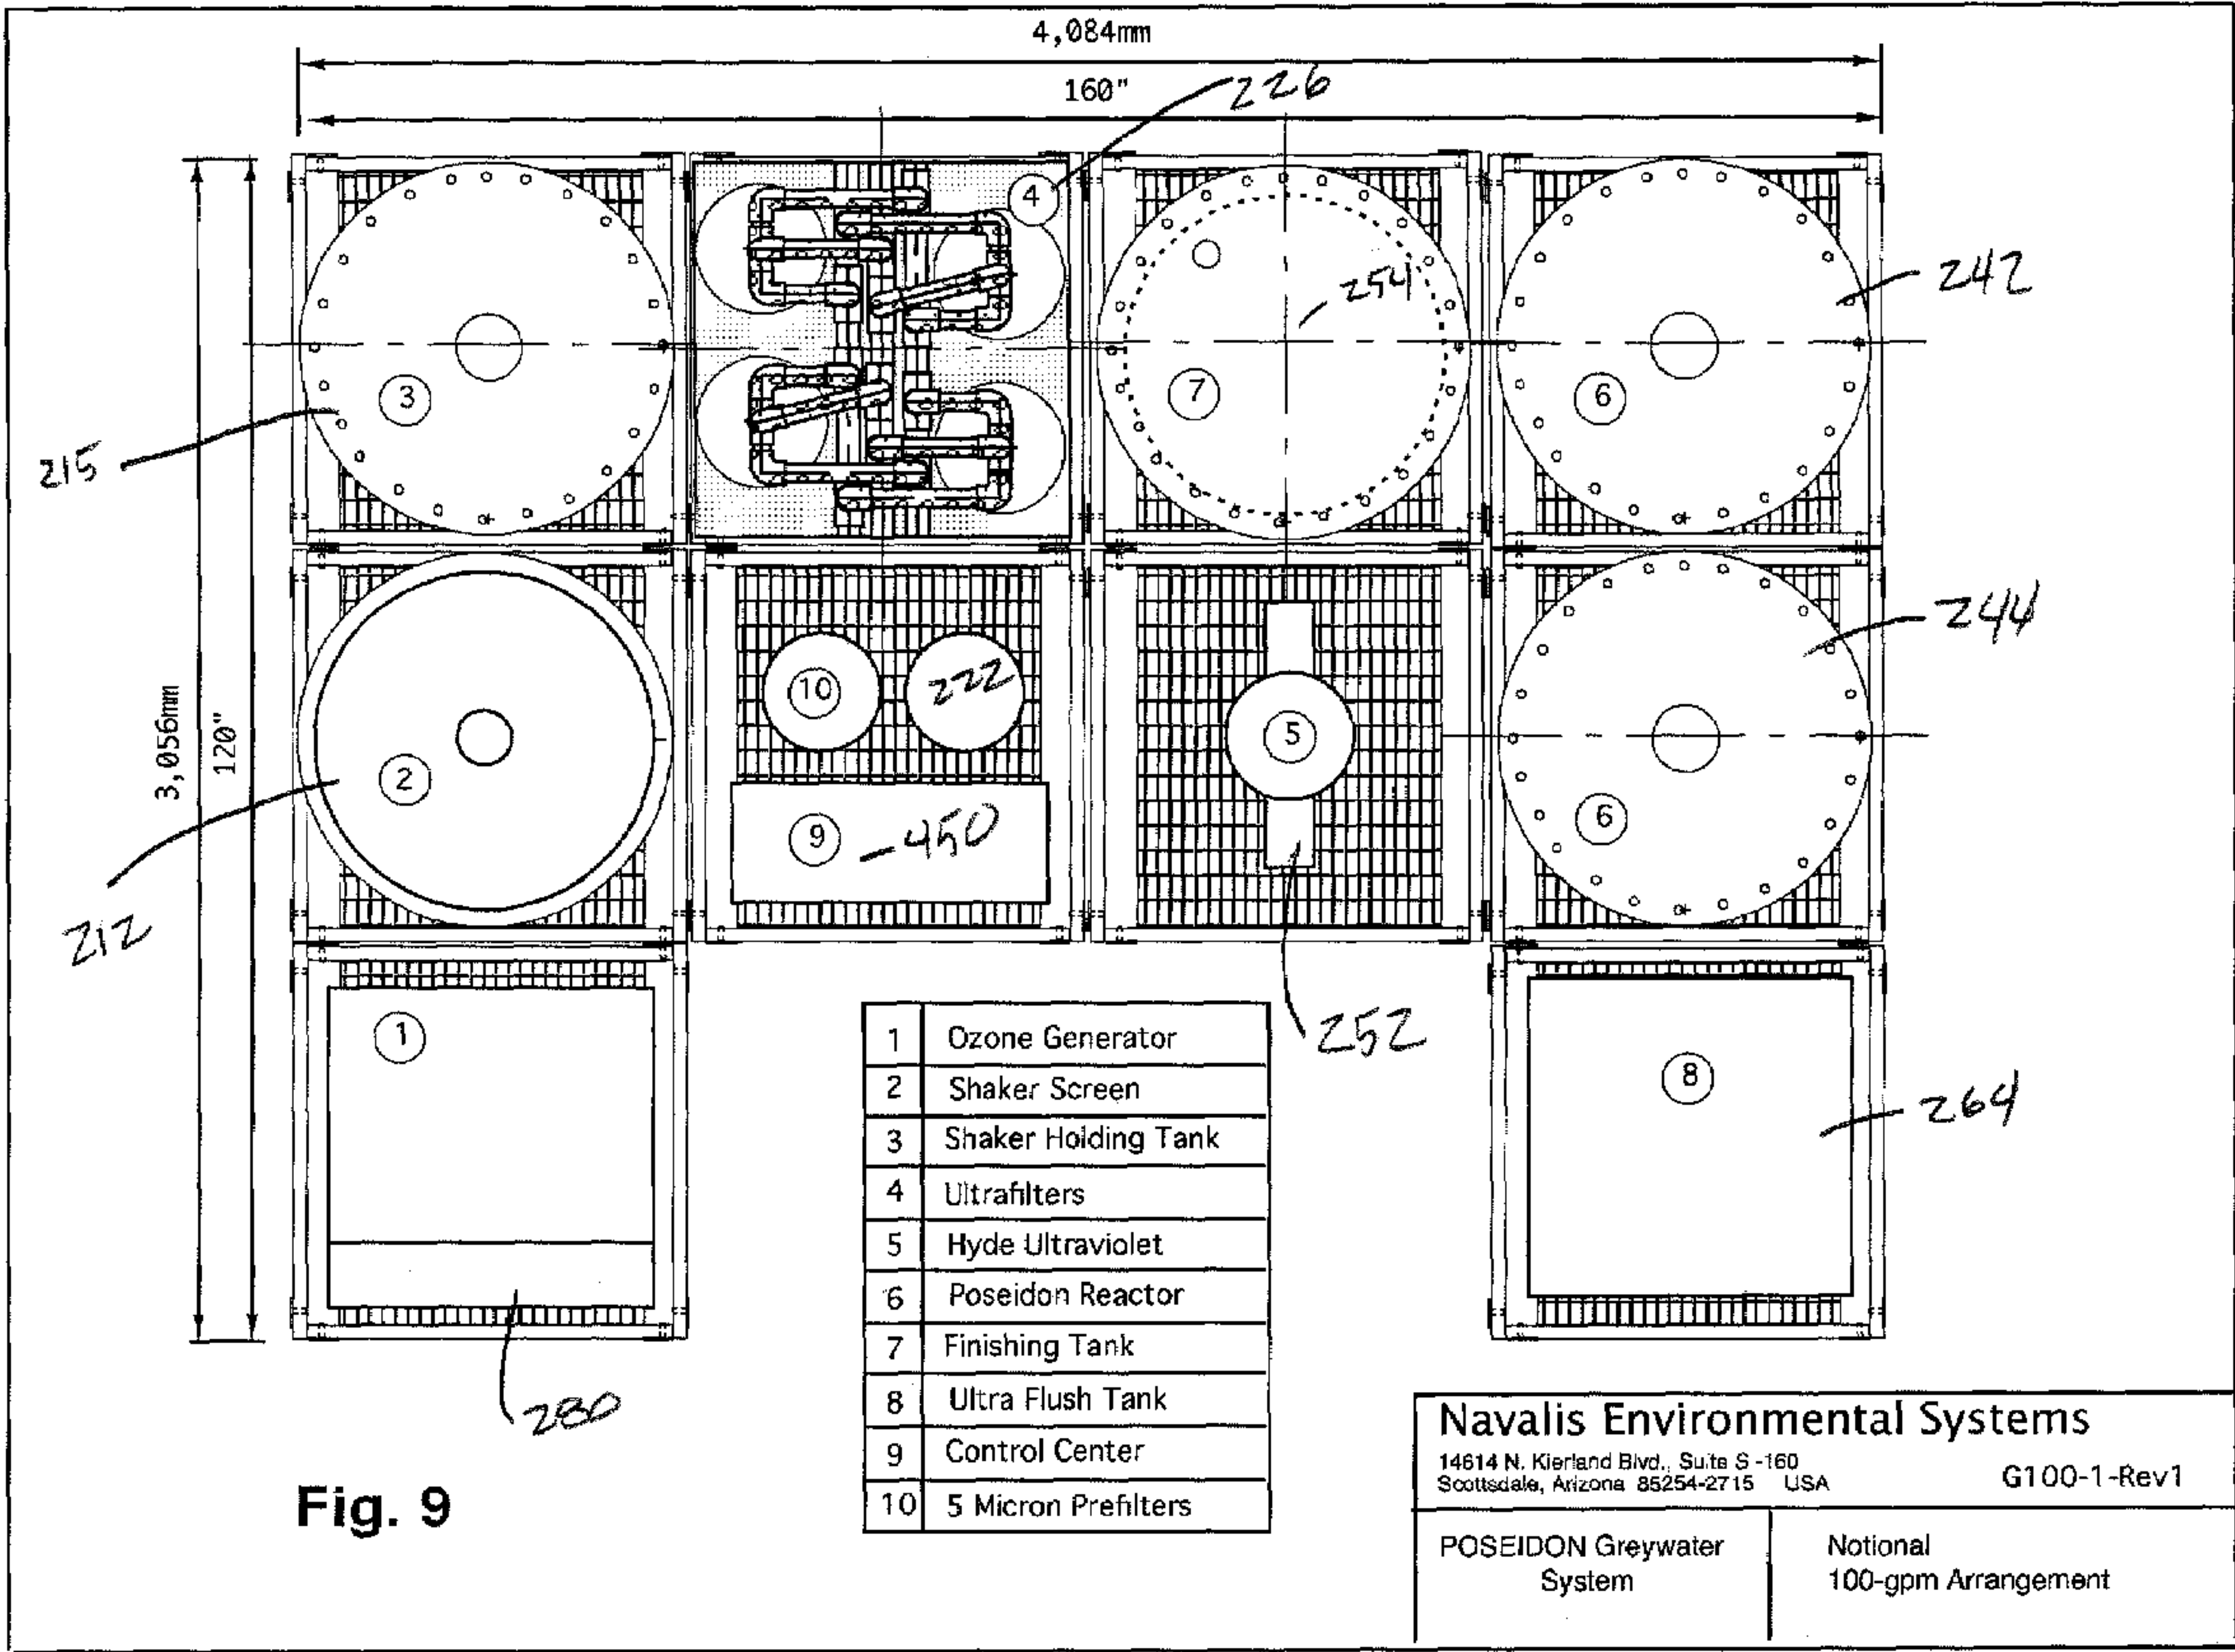 4,084mm
160"
226
4
254
242
3
7
6
215
3,056mm
120"
244
10
222
5
2
9
450
6
212
252
1
8
264
280
1 Ozone Generator
2 Shaker Screen
3 Shaker Holding Tank
4 Ultrafilters
5 Hyde Ultraviolet
6 Poseidon Reactor
7 Finishing Tank
8 Ultra Flush Tank
9 Control Center
10 5 Micron Prefilters
Fig. 9
Navalis Environmental Systems
14614 N. Kierland Blvd., Suite S -160
Scottsdale, Arizona 85254-2715 USA
G100-1-Rev1
POSEIDON Greywater
System
Notional
100-gpm Arrangement